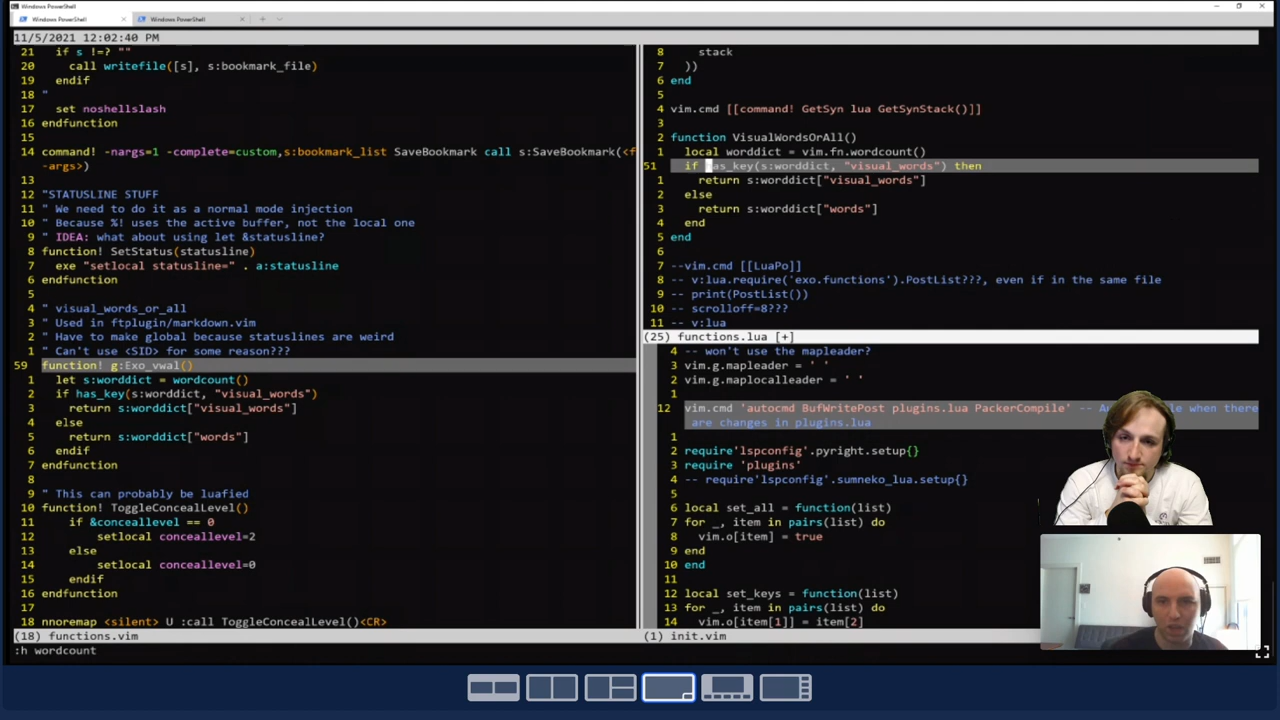 Windows PowerShell
Windows PowerShell
Windows PowerShell
11/5/2021 12:02:40 PM
21 if s !=? ""
20 call writefile([s], s:bookmark_file)
19 endif
18 "
17 set noshellslash
16 endfunction
15
14 command! -nargs=1 -complete=custom,s:bookmark_list SaveBookmark call s:SaveBookmark(<f
-args>)
13
12 "STATUSLINE STUFF
11 " We need to do it as a normal mode injection
10 " Because %! uses the active buffer, not the local one
9 " IDEA: what about using let &statusline?
8 function! SetStatus(statusline)
7 exe "setlocal statusline=" . a:statusline
6 endfunction
5
4 " visual_words_or_all
3 " Used in ftplugin/markdown.vim
2 " Have to make global because statuslines are weird
1 " Can't use <SID> for some reason???
59 function! g:Exo_vwal()
1 let s:worddict = wordcount()
2 if has_key(s:worddict, "visual_words")
3 return s:worddict["visual_words"]
4 else
5 return s:worddict["words"]
6 endif
7 endfunction
8
9 " This can probably be luafied
10 function! ToggleConcealLevel()
11 if &conceallevel == 0
12 setlocal conceallevel=2
13 else
14 setlocal conceallevel=0
15 endif
16 endfunction
17
18 nnoremap <silent> U :call ToggleConcealLevel()<CR>
(18) functions.vim
:h wordcount
8 stack
7 ))
6 end
5
4 vim.cmd [[command! GetSyn lua GetSynStack()]]
3
2 function VisualWordsOrAll()
1 local worddict = vim.fn.wordcount()
51 if has_key(s:worddict, "visual_words") then
1 return s:worddict["visual_words"]
2 else
3 return s:worddict["words"]
4 end
5 end
6
7 --vim.cmd [[LuaPo]]
8 -- v:lua.require('exo.functions').PostList???, even if in the same file
9 -- print(PostList())
10 -- scrolloff=8???
11 -- v:lua
(25) functions.lua [+]
4 -- won't use the mapleader?
3 vim.g.mapleader = ' '
2 vim.g.maplocalleader = ' '
1
12 vim.cmd 'autocmd BufWritePost plugins.lua PackerCompile' -- when there
are changes in plugins.lua
1
2 require'lspconfig'.pyright.setup{}
3 require 'plugins'
4 -- require'lspconfig'.sumneko_lua.setup{}
5
6 local set_all = function(list)
7 for _, item in pairs(list) do
8 vim.o[item] = true
9 end
10 end
11
12 local set_keys = function(list)
13 for _, item in pairs(list) do
14 vim.o[item[1]] = item[2]
(1) init.vim